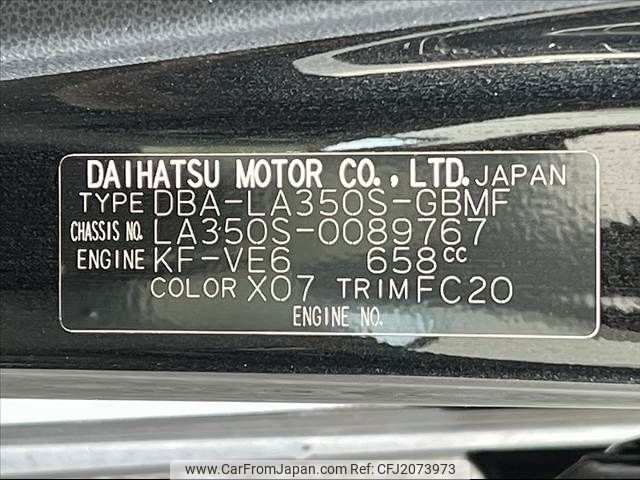 DAIHATSU MOTOR CO., LTD. JAPAN
TYPE DBA-LA350S-GBMF
CHASSIS NO. LA350S-0089767
ENGINE KF-VE6 658cc
COLOR X07 TRIM FC20
ENGINE NO.
www.CarFromJapan.com - CFJ2073973